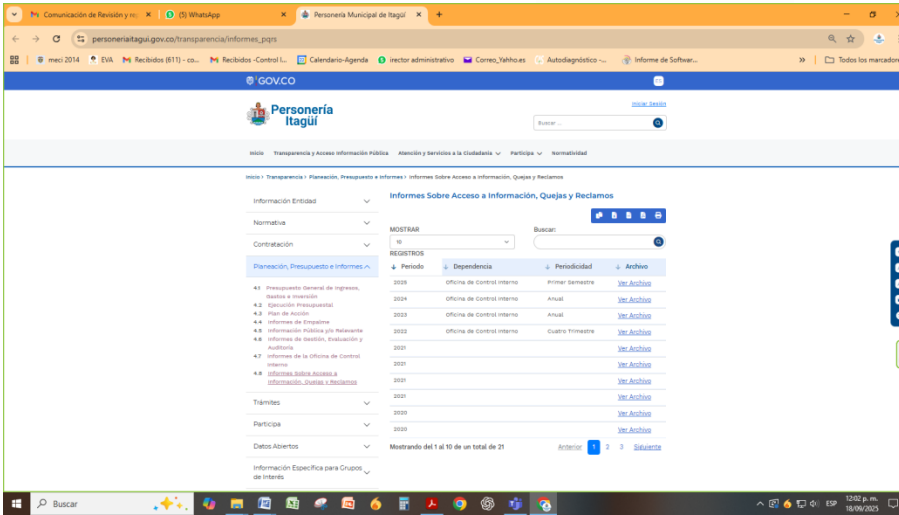 Comunicación de Revisión y re
(5) WhatsApp
Personería Municipal de Itagüí
personeriaitagui.gov.co/transparencia/informes_pqrs
meci 2014
EVA
Recibidos (611) - co...
Recibidos -Control I...
Calendario-Agenda
irector administrativo
Correo_Yahho.es
Autodiagnóstico -...
Informe de Softwar...
Todos los marcadore
GOV.CO
Iniciar Sesión
Personería
Itagüí
Buscar ...
Inicio Transparencia y Acceso Información Pública Atención y Servicios a la Ciudadanía Participa Normatividad
Inicio > Transparencia > Planeación, Presupuesto e Informes > Informes Sobre Acceso a Información, Quejas y Reclamos
Información Entidad
Normativa
Contratación
Planeación, Presupuesto e Informes
4.1 Presupuesto General de Ingresos,
Gastos e Inversión
4.2 Ejecución Presupuestal
4.3 Plan de Acción
4.4 Informes de Empalme
4.5 Información Pública y/o Relevante
4.6 Informes de Gestión, Evaluación y
Auditoría
4.7 Informes de la Oficina de Control
Interno
4.8 Informes Sobre Acceso a
Información, Quejas y Reclamos
Trámites
Participa
Datos Abiertos
Información Específica para Grupos
de Interés
Informes Sobre Acceso a Información, Quejas y Reclamos
MOSTRAR
10
REGISTROS
Buscar:
Periodo Dependencia Periodicidad Archivo
2025 Oficina de Control Interno Primer Semestre Ver Archivo
2024 Oficina de Control Interno Anual Ver Archivo
2023 Oficina de Control Interno Anual Ver Archivo
2022 Oficina de Control Interno Cuatro Trimestre Ver Archivo
2021 Ver Archivo
2021 Ver Archivo
2021 Ver Archivo
2021 Ver Archivo
2020 Ver Archivo
2020 Ver Archivo
Mostrando del 1 al 10 de un total de 21
Anterior 1 2 3 Siguiente
Buscar
ESP
12:02 p. m.
18/09/2025